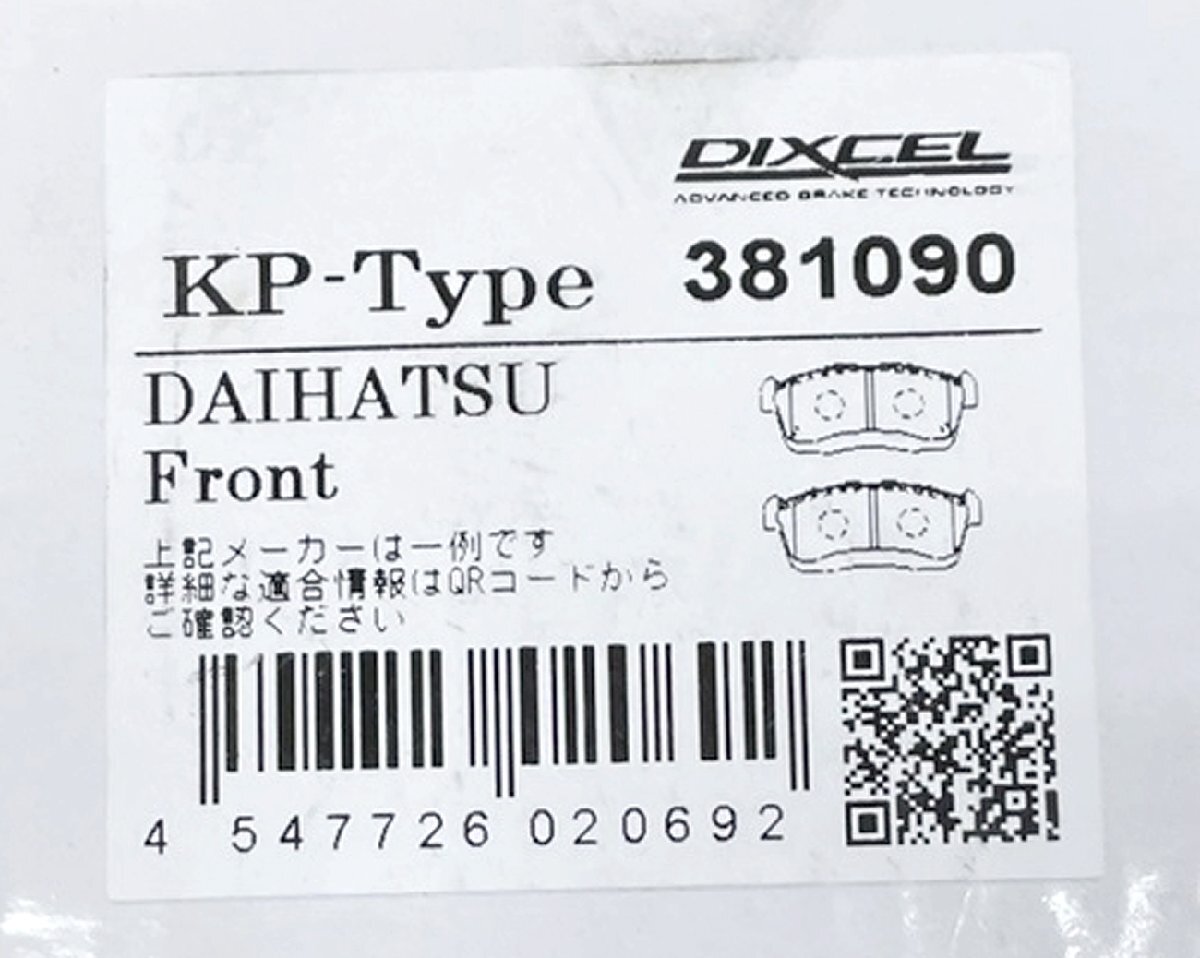 DIXCEL
ADVANCED BRAKE TECHNOLOGY
KP-Type 381090
DAIHATSU
Front
上記メーカーは一例です
詳細な適合情報はQRコードから
ご確認ください
4 547726 020692